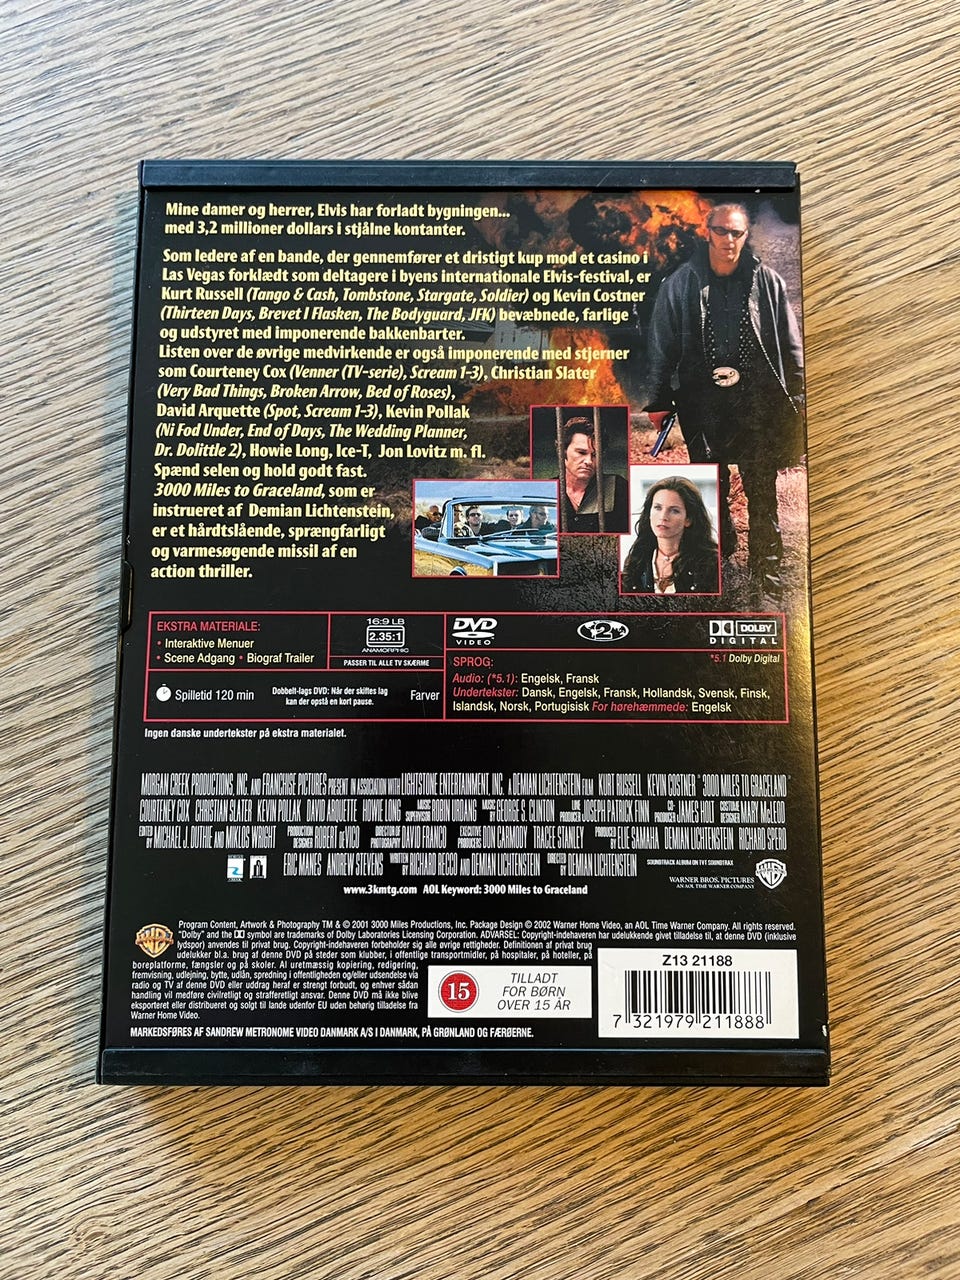 Mine damer og herrer, Elvis har forladt bygningen...
med 3,2 millioner dollars i stjålne kontanter.
Som ledere af en bande, der gennemfører et dristigt kup mod et casino i
Las Vegas forklædt som deltagere i byens internationale Elvis-festival, er
Kurt Russell (Tango & Cash, Tombstone, Stargate, Soldier) og Kevin Costner
(Thirteen Days, Brevet I Flasken, The Bodyguard, JFK) bevæbnede, farlige
og udstyret med imponerende bakkenbarter.
Listen over de øvrige medvirkende er også imponerende med stjerner
som Courteney Cox (Venner (TV-serie), Scream 1-3), Christian Slater
(Very Bad Things, Broken Arrow, Bed of Roses),
David Arquette (Spot, Scream 1-3), Kevin Pollak
(Ni Fod Under, End of Days, The Wedding Planner,
Dr. Dolittle 2), Howie Long, Ice-T, Jon Lovitz m. fl.
Spænd selen og hold godt fast.
3000 Miles to Graceland, som er
instrueret af Demian Lichtenstein,
er et hårdtslående, sprængfarligt
og varmesøgende missil af en
action thriller.
EKSTRA MATERIALE:
• Interaktive Menuer
• Scene Adgang • Biograf Trailer
16:9 LB
2.35:1
ANAMORPHIC
PASSER TIL ALLE TV SKÆRME
DVD
VIDEO
2
DOLBY
DIGITAL
*5.1 Dolby Digital
SPROG:
Audio: (*5.1): Engelsk, Fransk
Undertekster: Dansk, Engelsk, Fransk, Hollandsk, Svensk, Finsk,
Islandsk, Norsk, Portugisisk For hørehæmmede: Engelsk
Spilletid 120 min
Dobbelt-lags DVD: Når der skiftes lag
kan der opstå en kort pause.
Farver
Ingen danske undertekster på ekstra materialet.
MORGAN CREEK PRODUCTIONS, INC. AND FRANCHISE PICTURES PRESENT IN ASSOCIATION WITH LIGHTSTONE ENTERTAINMENT, INC. A DEMIAN LICHTENSTEIN FILM KURT RUSSELL KEVIN COSTNER "3000 MILES TO GRACELAND"
COURTENEY COX CHRISTIAN SLATER KEVIN POLLAK DAVID ARQUETTE HOWIE LONG MUSIC SUPERVISOR ROBIN URDANG MUSIC BY GEORGE S. CLINTON LINE PRODUCER JOSEPH PATRICK FINN CO-PRODUCER JAMES HOLT COSTUME DESIGNER MARY McLEOD
EDITED BY MICHAEL J. DUTHIE AND MIKLOS WRIGHT PRODUCTION DESIGNER ROBERT DEVICO DIRECTOR OF PHOTOGRAPHY DAVID FRANCO EXECUTIVE PRODUCERS DON CARMODY TRACEE STANLEY PRODUCED BY ELIE SAMAHA DEMIAN LICHTENSTEIN RICHARD SPERO
ERIC MANES ANDREW STEVENS WRITTEN BY RICHARD RECCO AND DEMIAN LICHTENSTEIN DIRECTED BY DEMIAN LICHTENSTEIN
SOUNDTRACK ALBUM ON TVT SOUNDTRAX
WARNER BROS. PICTURES
AN AOL TIME WARNER COMPANY
www.3kmtg.com AOL Keyword: 3000 Miles to Graceland
Program Content, Artwork & Photography TM & © 2001 3000 Miles Productions, Inc. Package Design © 2002 Warner Home Video, an AOL Time Warner Company. All rights reserved.
"Dolby" and the symbol are trademarks of Dolby Laboratories Licensing Corporation. ADVARSEL: Copyright-indehaveren har udelukkende givet tilladelse til, at denne DVD (inklusive
lydspor) anvendes til privat brug. Copyright-indehaveren forbeholder sig alle øvrige rettigheder. Definitionen af privat brug
udelukker bl.a. brug af denne DVD på steder som klubber, i offentlige transportmidler, på hospitaler, på hoteller, på
boreplatforme, fængsler og på skoler. Al uretmæssig kopiering, redigering,
fremvisning, udlejning, bytte, udlån, spredning i offentligheden og/eller udsendelse via
radio og TV af denne DVD eller uddrag heraf er strengt forbudt, og enhver sådan
handling vil medføre civilretligt og strafferetligt ansvar. Denne DVD må ikke blive
eksporteret eller distribueret og solgt til lande udenfor EU uden behørig tilladelse fra
Warner Home Video.
MARKEDSFØRES AF SANDREW METRONOME VIDEO DANMARK A/S I DANMARK, PÅ GRØNLAND OG FÆRØERNE.
15
TILLADT
FOR BØRN
OVER 15 ÅR
Z13 21188
7 321979 211888